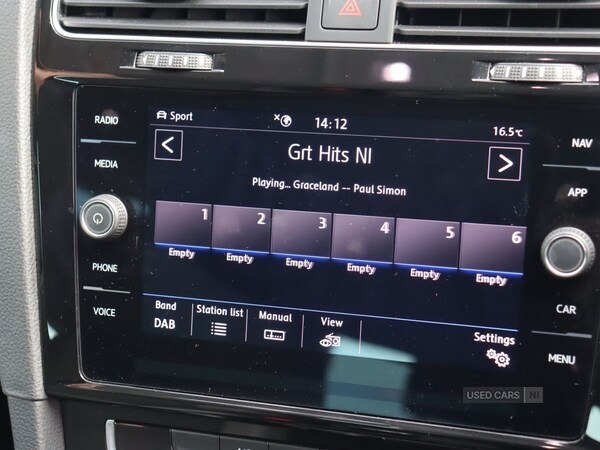 RADIO
MEDIA
PHONE
VOICE
Sport
14:12
16.5℃
<
Grt Hits NI
>
Playing... Graceland -- Paul Simon
1 2 3 4 5 6
Empty Empty Empty Empty Empty Empty
Band Station list Manual View Settings
DAB
NAV
APP
CAR
MENU
USED CARS NI